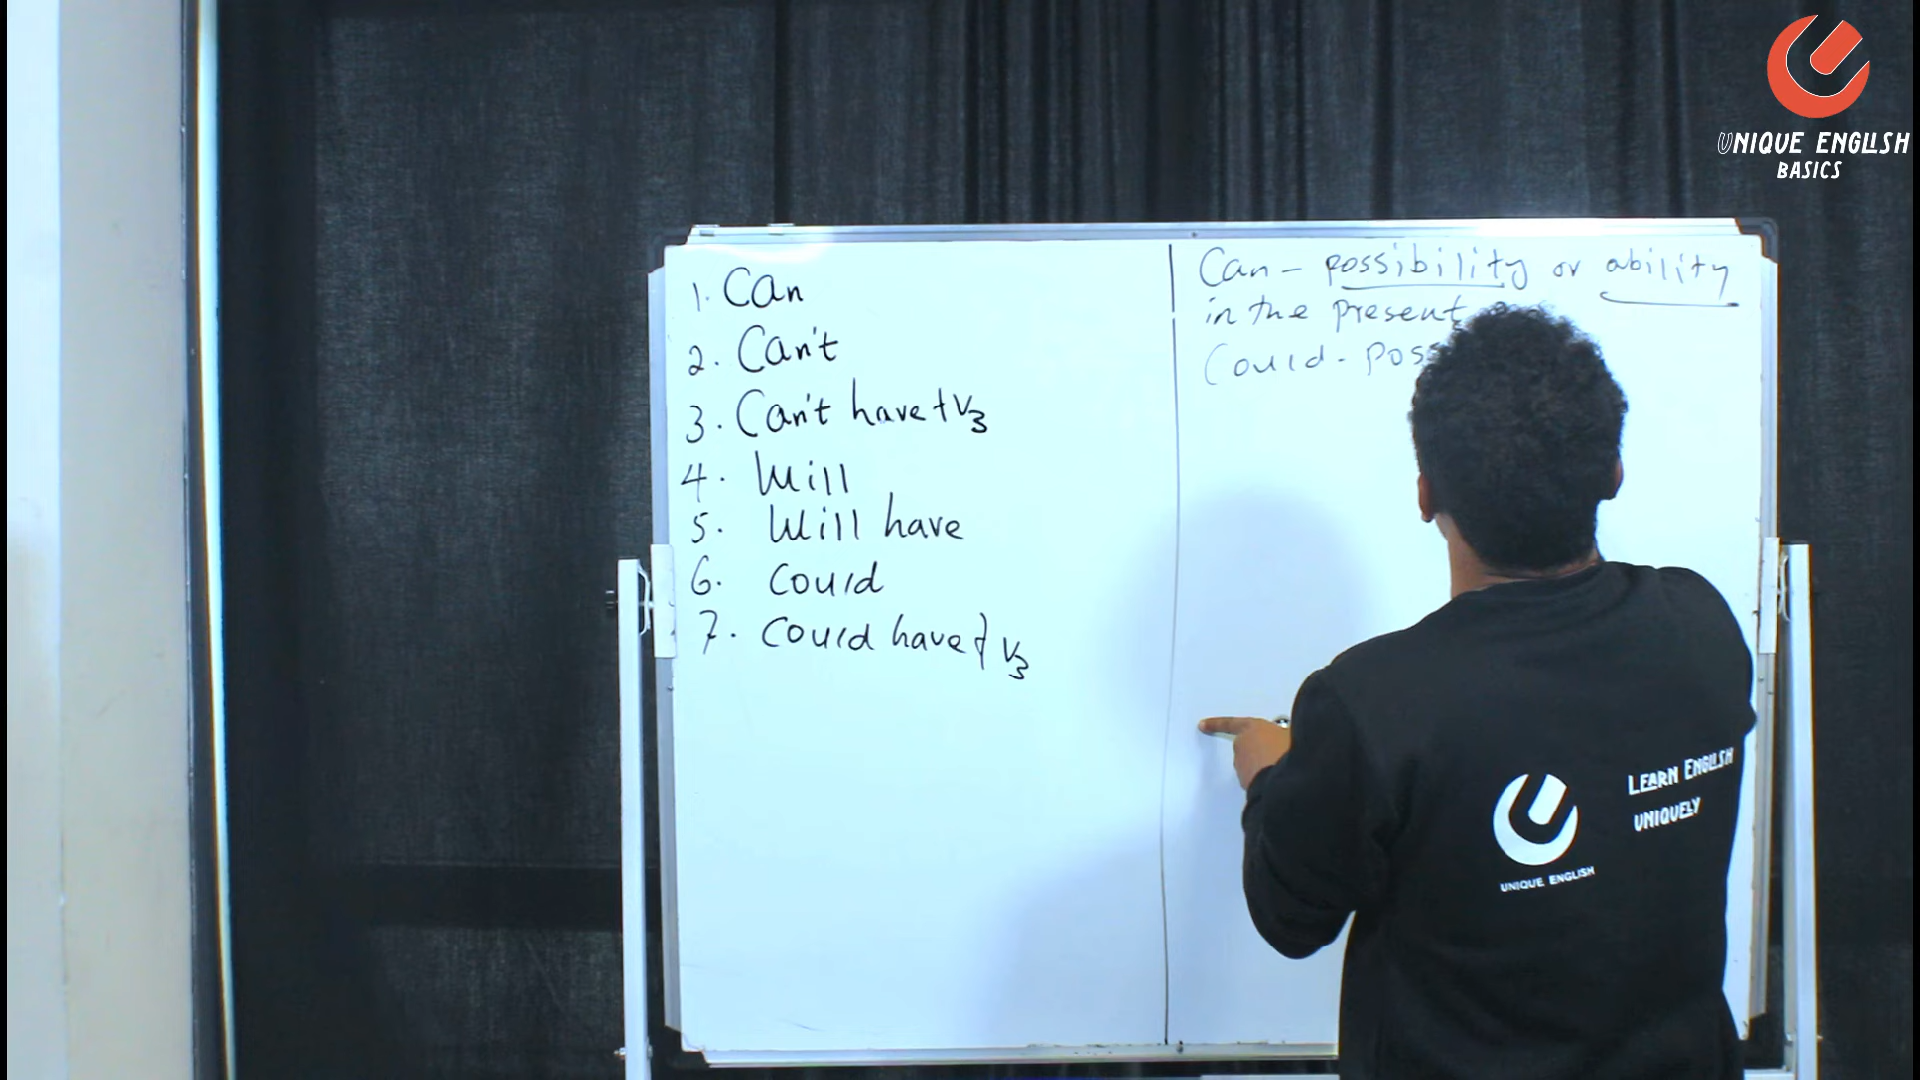 UNIQUE ENGLISH
BASICS
1. Can
2. Can't
3. Can't have + V3
4. Will
5. Will have
6. Could
7. Could have + V3
Can - possibility or ability
in the present
Could -
LEARN ENGLISH
UNIQUELY
UNIQUE ENGLISH